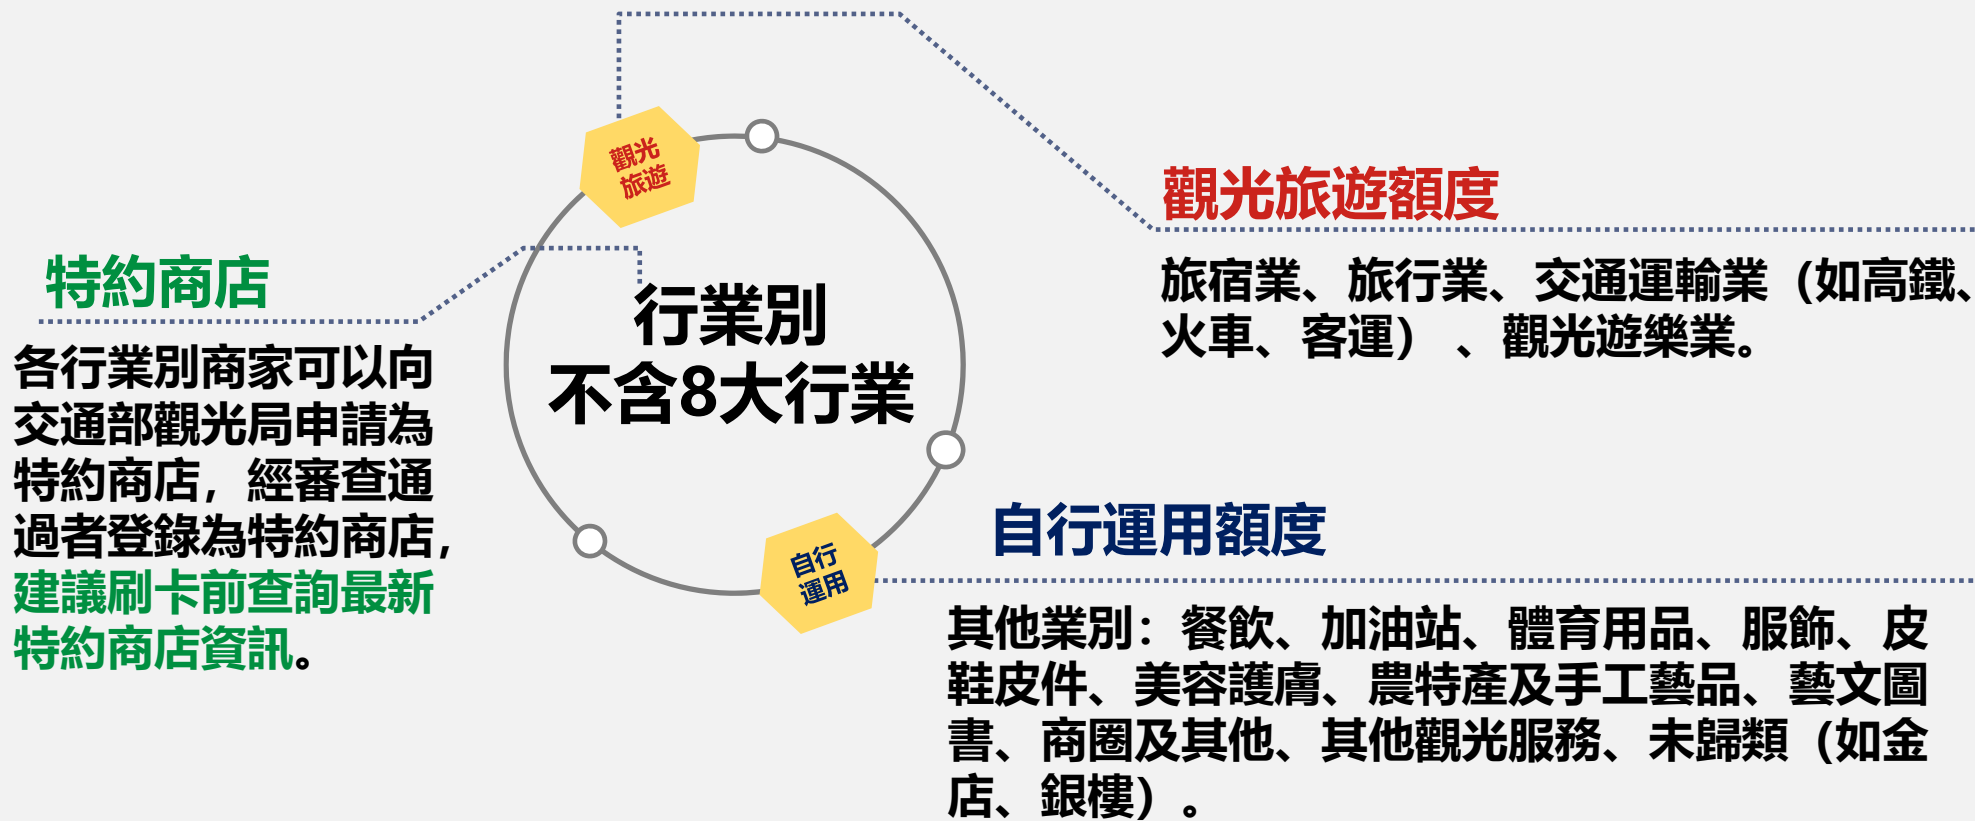 觀光
旅遊
觀光旅遊額度
旅宿業、旅行業、交通運輸業（如高鐵、
火車、客運）、觀光遊樂業。
特約商店
各行業別商家可以向
交通部觀光局申請為
特約商店，經審查通
過者登錄為特約商店，
建議刷卡前查詢最新
特約商店資訊。
行業別
不含8大行業
自行
運用
自行運用額度
其他業別：餐飲、加油站、體育用品、服飾、皮
鞋皮件、美容護膚、農特產及手工藝品、藝文圖
書、商圈及其他、其他觀光服務、未歸類（如金
店、銀樓）。